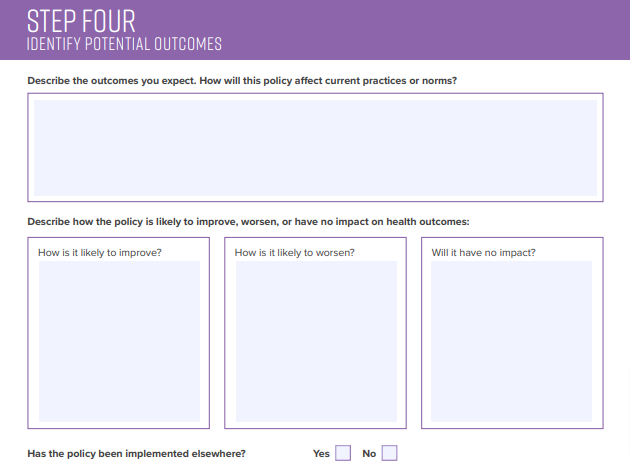 STEP FOUR
IDENTIFY POTENTIAL OUTCOMES
Describe the outcomes you expect. How will this policy affect current practices or norms?
Describe how the policy is likely to improve, worsen, or have no impact on health outcomes:
How is it likely to improve?
How is it likely to worsen?
Will it have no impact?
Has the policy been implemented elsewhere? Yes No